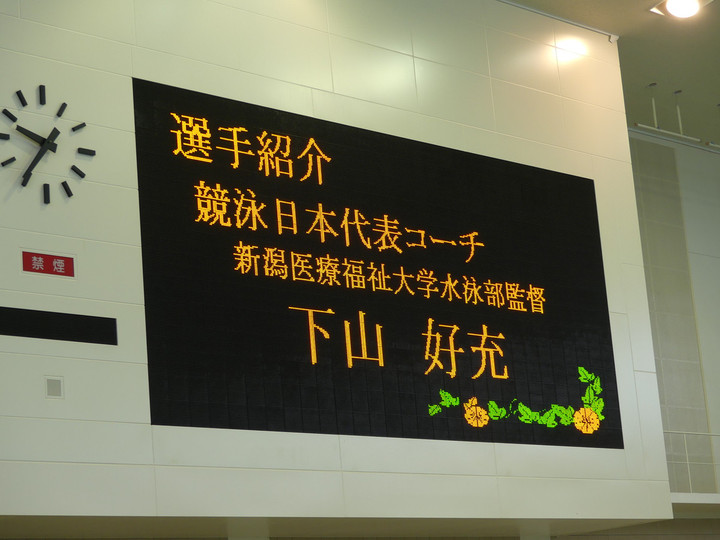 選手紹介
競泳日本代表コーチ
新潟医療福祉大学水泳部監督
下山 好充
禁煙